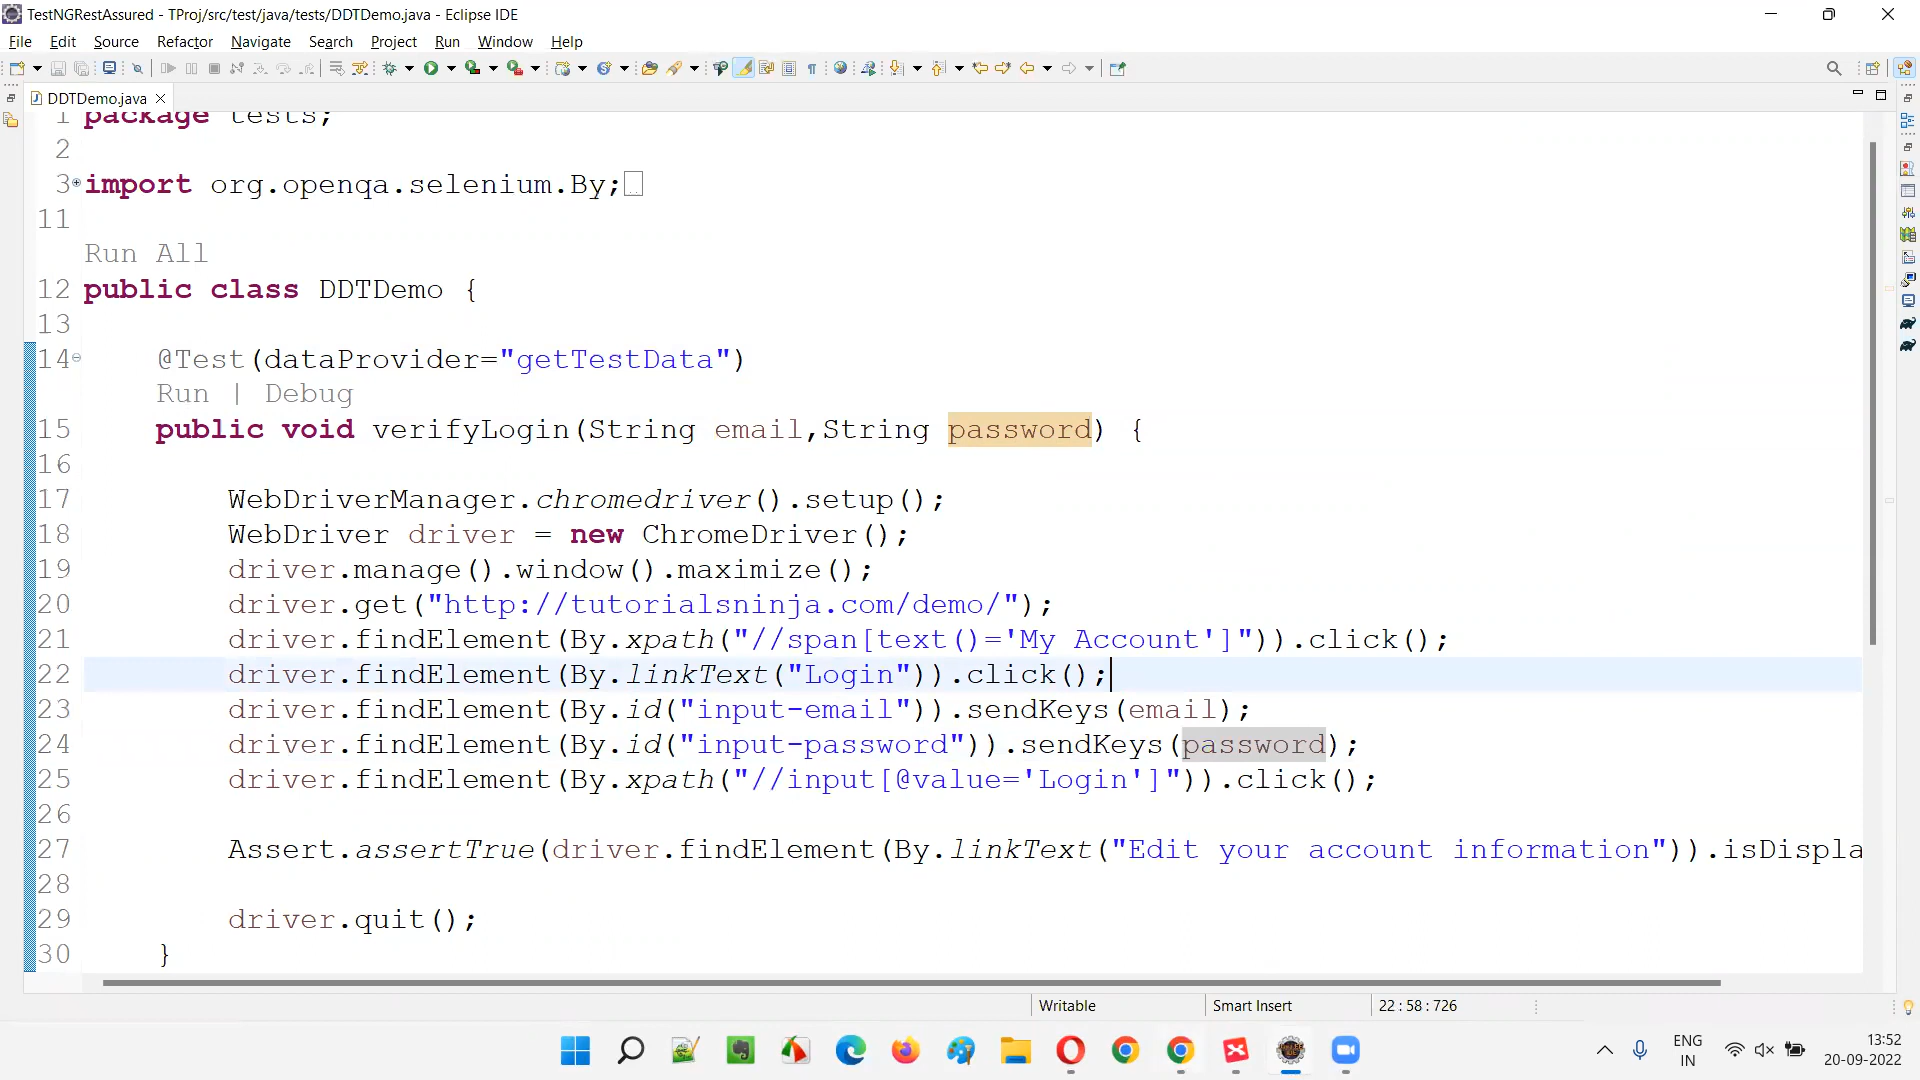 TestNGRestAssured - TProj/src/test/java/tests/DDTDemo.java - Eclipse IDE
File Edit Source Refactor Navigate Search Project Run Window Help
DDTDemo.java
1 package tests;
2
3 import org.openqa.selenium.By;
11
Run All
12 public class DDTDemo {
13
14 @Test(dataProvider="getTestData")
Run | Debug
15 public void verifyLogin(String email,String password) {
16
17 WebDriverManager.chromedriver().setup();
18 WebDriver driver = new ChromeDriver();
19 driver.manage().window().maximize();
20 driver.get("http://tutorialsninja.com/demo/");
21 driver.findElement(By.xpath("//span[text()='My Account']")).click();
22 driver.findElement(By.linkText("Login")).click();
23 driver.findElement(By.id("input-email")).sendKeys(email);
24 driver.findElement(By.id("input-password")).sendKeys(password);
25 driver.findElement(By.xpath("//input[@value='Login']")).click();
26
27 Assert.assertTrue(driver.findElement(By.linkText("Edit your account information")).isDispla
28
29 driver.quit();
30 }
Writable Smart Insert 22 : 58 : 726
ENG IN
13:52
20-09-2022